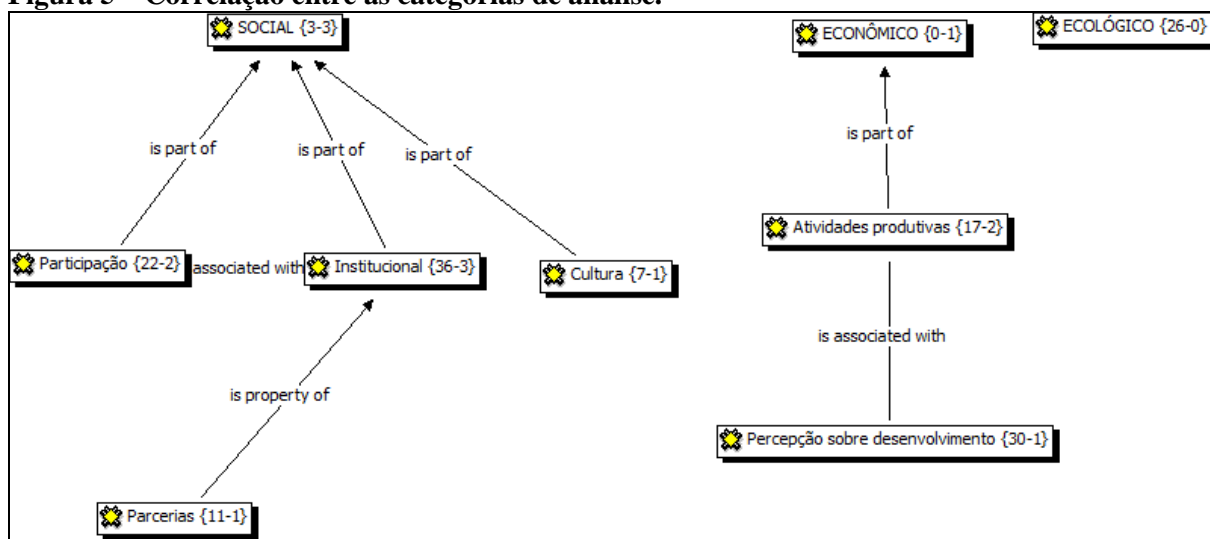 Figura 3 – Correlação entre as categorias de análise.
SOCIAL {3-3}
ECONÔMICO {0-1}
ECOLÓGICO {26-0}
is part of
is part of
is part of
is part of
Participação {22-2}
associated with
Institucional {36-3}
Cultura {7-1}
Atividades produtivas {17-2}
is property of
is associated with
Percepção sobre desenvolvimento {30-1}
Parcerias {11-1}